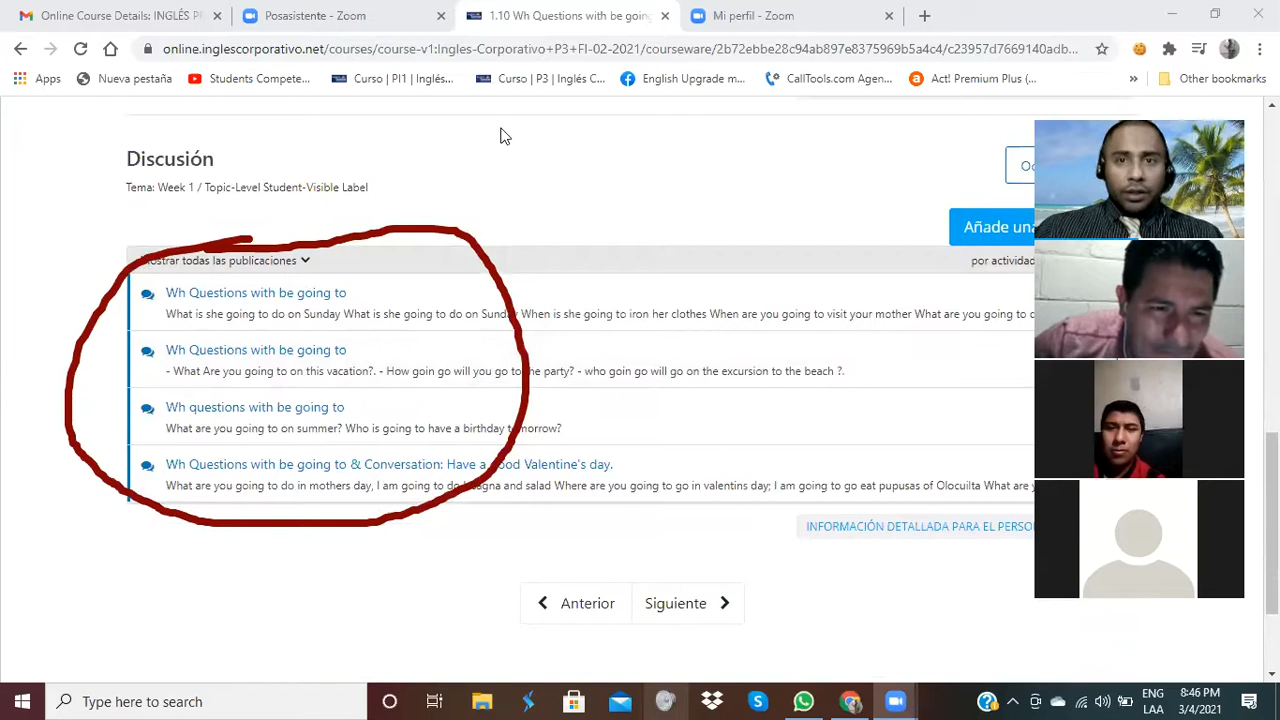 Online Course Details: INGLÉS PR
Posasistente - Zoom
1.10 Wh Questions with be going
Mi perfil - Zoom
online.inglescorporativo.net/courses/course-v1:Ingles-Corporativo+P3+FI-02-2021/courseware/2b72ebbe28c94ab897e8375969b5a4c4/c23957d7669140adb...
Apps
Nueva pestaña
Students Compete...
Curso | PI1 | Inglés...
Curso | P3 | Inglés C...
English Upgrade m...
CallTools.com Agen...
Act! Premium Plus (...
»
Other bookmarks
Discusión
Tema: Week 1 / Topic-Level Student-Visible Label
Oc
Añade una
Mostrar todas las publicaciones
por actividad
Wh Questions with be going to
What is she going to do on Sunday What is she going to do on Sunday When is she going to iron her clothes When are you going to visit your mother What are you going to d
Wh Questions with be going to
- What Are you going to on this vacation?. - How goin go will you go to the party? - who goin go will go on the excursion to the beach ?.
Wh questions with be going to
What are you going to on summer? Who is going to have a birthday tomorrow?
Wh Questions with be going to & Conversation: Have a good Valentine's day.
What are you going to do in mothers day, I am going to do lasagna and salad Where are you going to go in valentins day; I am going to go eat pupusas of Olocuilta What are y
INFORMACIÓN DETALLADA PARA EL PERSO
Anterior
Siguiente
Type here to search
ENG
LAA
8:46 PM
3/4/2021